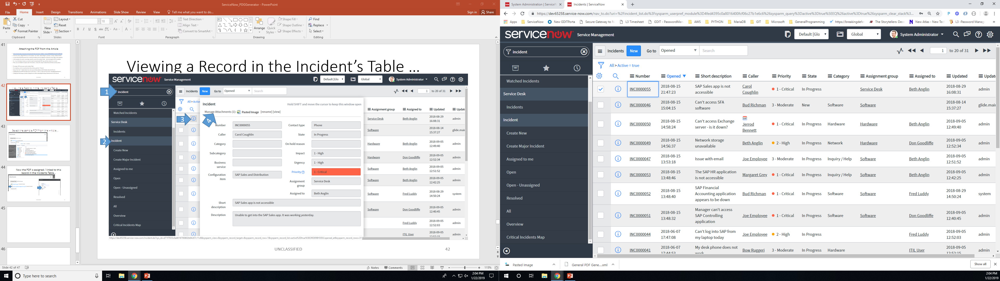 ServiceNow_PDGGenerator - PowerPoint
File Home Insert Design Transitions Animations Slide Show Review View Tell me what you want to do... Sign in Share
Paste Cut Copy Format Painter Clipboard
New Slide Layout Reset Section Slides
18 Font
Text Direction Align Text Convert to SmartArt Paragraph
Arrange Quick Styles Shape Fill Shape Outline Shape Effects Drawing
Find Replace Select Editing
41
Attaching the PDF from the Article
42
43
Select the sample PDF from the Article...
44
Now the PDF is assigned / linked to this
record in the Incidents Table...
45
46
Viewing a Record in the Incident's Table ...
servicenow Service Management Default [Glo Global System Administrator
1 incident
Incidents New Go to Opened Search 1 to 20 of 31
Watched Incidents
Service Desk
Incidents
2 Incident
Create New
Create Major Incident
Assigned to me
Open
Open - Unassigned
Resolved
All
Overview
Critical Incidents Map
All > Active
3
4
Incident Hold SHIFT and move the cursor to keep this window open
Manage Attachments (1): Pasted Image [rename] [view]
Number INC0000055 Contact type Phone
Caller Carol Coughlin State In Progress
Category On hold reason
Subcategory Impact 1 - High
Business service Urgency 1 - High
Priority 1 - Critical
Configuration item SAP Sales and Distribution
Assignment group Service Desk
Assigned to Beth Anglin
Short description SAP Sales app is not accessible
Description Unable to get into the SAP Sales app. It was working yesterday.
Assignment group Assigned to Updated Updat
Service Desk Beth Anglin 2018-08-29 16:08:31 admin
Software 2018-08-14 15:37:27 glide.mai
Hardware Beth Anglin 2018-09-05 12:49:40 admin
Hardware Don Goodliffe 2018-09-05 12:52:34 admin
Software Beth Anglin 2018-09-05 12:51:52 admin
Software Beth Anglin 2018-09-05 12:42:25 admin
Software Fred Luddy 2018-08-29 14:50:24 system
Software Don Goodliffe 2018-09-05 12:40:45 admin
Fred Luddy 2018-09-05 12:52:03 admin
ITIL User 2018-09-05 12:52:15 admin
UNCLASSIFIED 42
Slide 42 of 47 Notes Comments 115%
Type here to search 2:04 PM
1/22/2019
System Administration | ServiceN Incidents | ServiceNow
Apps ServiceNow New GDITPorta Secure Gateway to N L3 Timesheet GDIT - PasswordMan AWS PYTHON MariaDB GIT Microsoft GeneralProgramming https://breakingdefe The Storytellers: Dece New Atlas - New Tec L3 -Password Manag
servicenow Service Management Default [Glo Global System Administrator
incident
Incidents New Go to Opened Search 1 to 20 of 31
All > Active = true
Watched Incidents
Service Desk
Incidents
Incident
Create New
Create Major Incident
Assigned to me
Open
Open - Unassigned
Resolved
All
Overview
Critical Incidents Map
Number Opened Short description Caller Priority State Category Assignment group Assigned to Updated Updat
INC0000055 2018-08-15 21:47:23 SAP Sales app is not accessible Carol Coughlin 1 - Critical In Progress Service Desk Beth Anglin 2018-08-29 16:08:31 admin
INC0000046 2018-08-15 15:04:15 Can't access SFA software Bud Richman 3 - Moderate New Software Software 2018-08-14 15:37:27 glide.mai
INC0000050 2018-08-15 14:58:24 Can't access Exchange server - is it down? Jerrod Bennett 1 - Critical In Progress Hardware Hardware Beth Anglin 2018-09-05 12:49:40 admin
INC0000049 2018-08-15 14:56:37 Network storage unavailable Beth Anglin 2 - High In Progress Network Hardware Don Goodliffe 2018-09-05 12:52:34 admin
INC0000047 2018-08-15 13:53:18 Issue with email Joe Employee 3 - Moderate In Progress Inquiry / Help Software Beth Anglin 2018-09-05 12:51:52 admin
INC0000053 2018-08-15 13:48:46 The SAP HR application is not accessible Margaret Grey 1 - Critical In Progress Inquiry / Help Software Beth Anglin 2018-09-05 12:42:25 admin
INC0000052 2018-08-15 13:48:40 SAP Financial Accounting application appears to be down Bud Richman 1 - Critical In Progress Software Software Fred Luddy 2018-08-29 14:50:24 system
INC0000051 2018-08-15 13:48:32 Manager can't access SAP Controlling application Joe Employee 1 - Critical In Progress Software Software Don Goodliffe 2018-09-05 12:40:45 admin
INC0000044 2018-06-07 17:47:08 Can't log into SAP from my laptop today Joe Employee 2 - High In Progress Fred Luddy 2018-09-05 12:52:03 admin
INC0000041 2018-06-07 17:44:53 My desk phone does not work Bow Ruggeri 3 - Moderate In Progress Hardware ITIL User 2018-09-05 12:52:15 admin
Pasted Image General PDF Gene....xml Show all
2:04 PM
1/22/2019